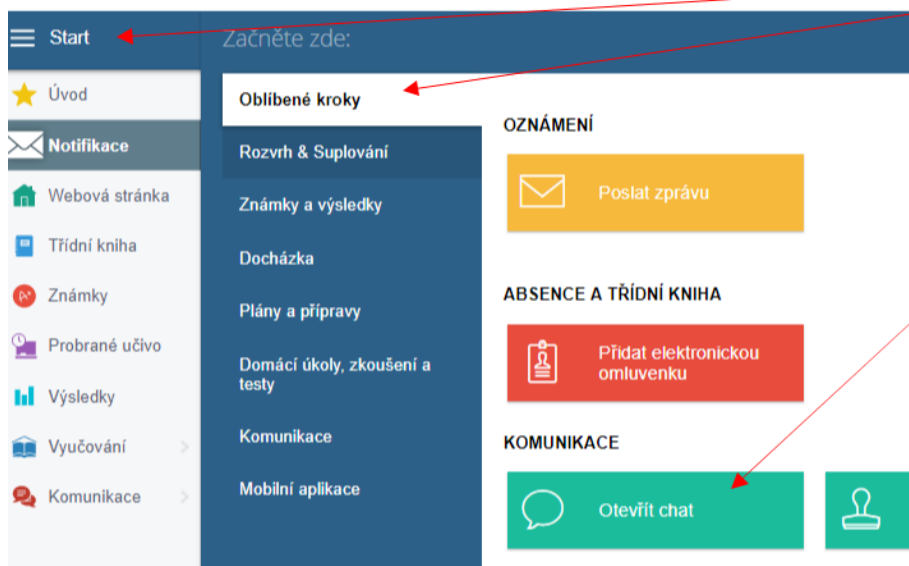 Start
Úvod
Notifikace
Webová stránka
Třídní kniha
Známky
Probrané učivo
Výsledky
Vyučování
Komunikace
Začněte zde:
Oblíbené kroky
Rozvrh & Suplování
Známky a výsledky
Docházka
Plány a přípravy
Domácí úkoly, zkoušení a
testy
Komunikace
Mobilní aplikace
OZNÁMENÍ
Poslat zprávu
ABSENCE A TŘÍDNÍ KNIHA
Přidat elektronickou
omluvenku
KOMUNIKACE
Otevřít chat